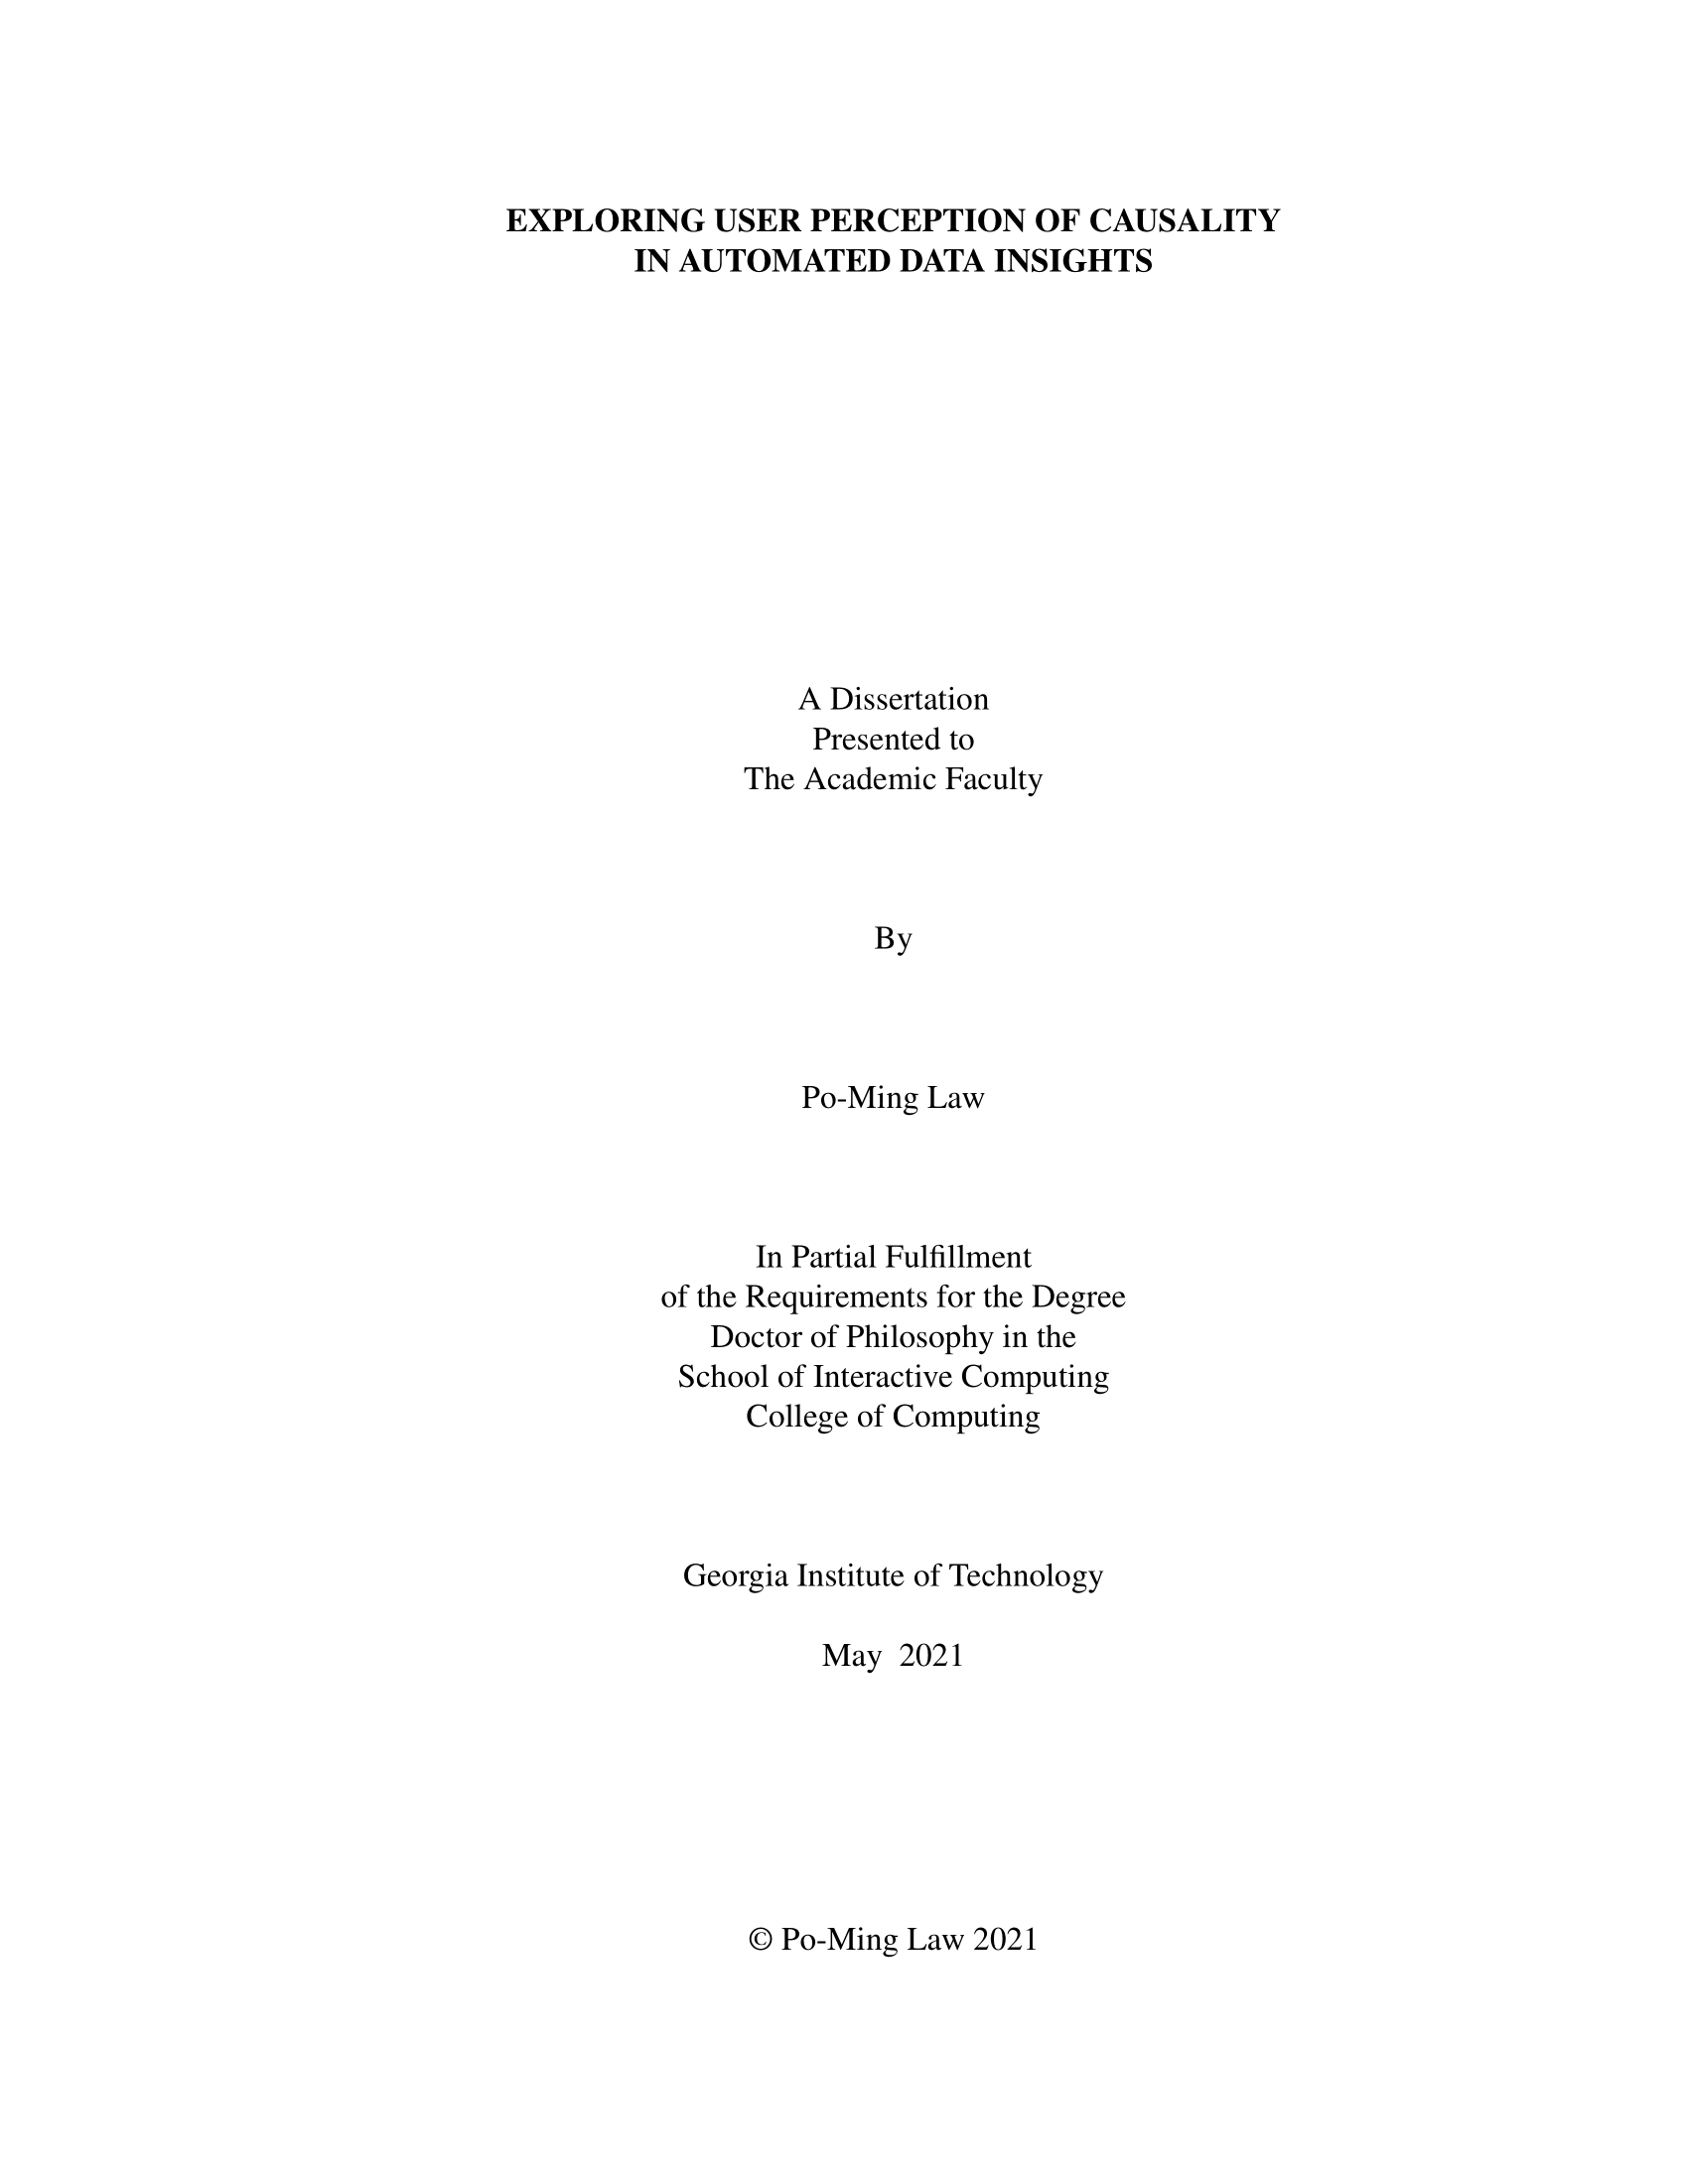 EXPLORING USER PERCEPTION OF CAUSALITY
IN AUTOMATED DATA INSIGHTS
A Dissertation
Presented to
The Academic Faculty
By
Po-Ming Law
In Partial Fulfillment
of the Requirements for the Degree
Doctor of Philosophy in the
School of Interactive Computing
College of Computing
Georgia Institute of Technology
May 2021
© Po-Ming Law 2021